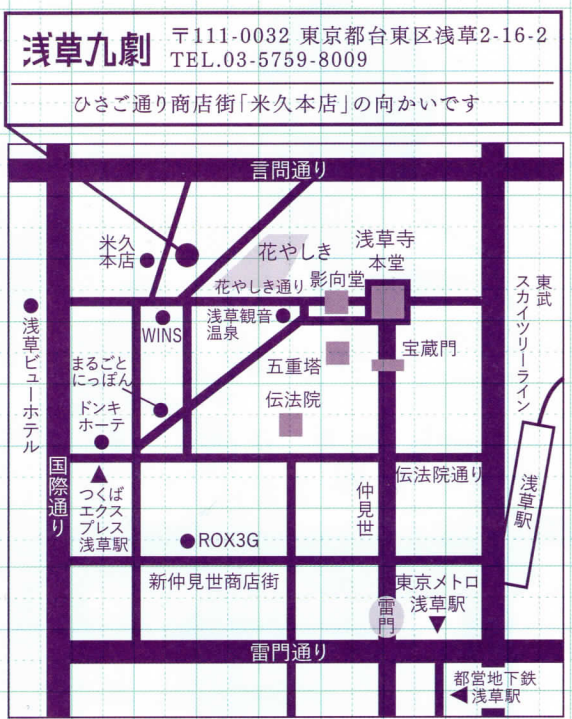 浅草九劇
〒111-0032 東京都台東区浅草2-16-2
TEL.03-5759-8009
ひさご通り商店街「米久本店」の向かいです
言問通り
米久
本店
花やしき
浅草寺
本堂
花やしき通り
影向堂
WINS
浅草観音
温泉
東武
スカイツリーライン
浅草ビューホテル
宝蔵門
五重塔
まるごと
にっぽん
ドンキ
ホーテ
伝法院
国際通り
伝法院通り
浅草駅
つくば
エクス
プレス
浅草駅
仲見世
ROX3G
新仲見世商店街
東京メトロ
浅草駅
雷門
雷門通り
都営地下鉄
浅草駅